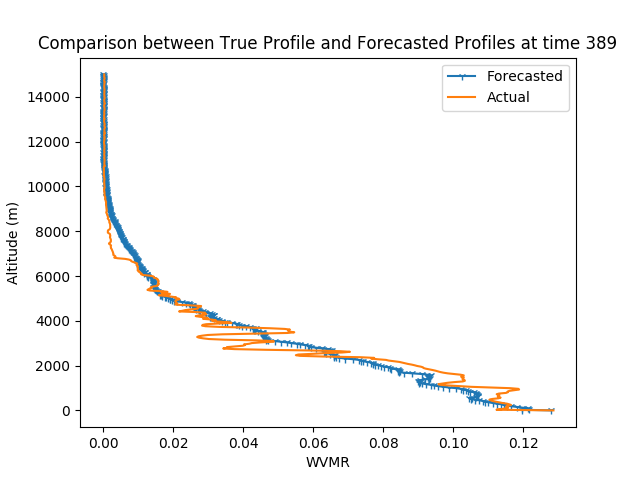 Comparison between True Profile and Forecasted Profiles at time 389
Forecasted
Actual
14000
12000
10000
8000
6000
4000
2000
0
Altitude (m)
0.00 0.02 0.04 0.06 0.08 0.10 0.12
WVMR